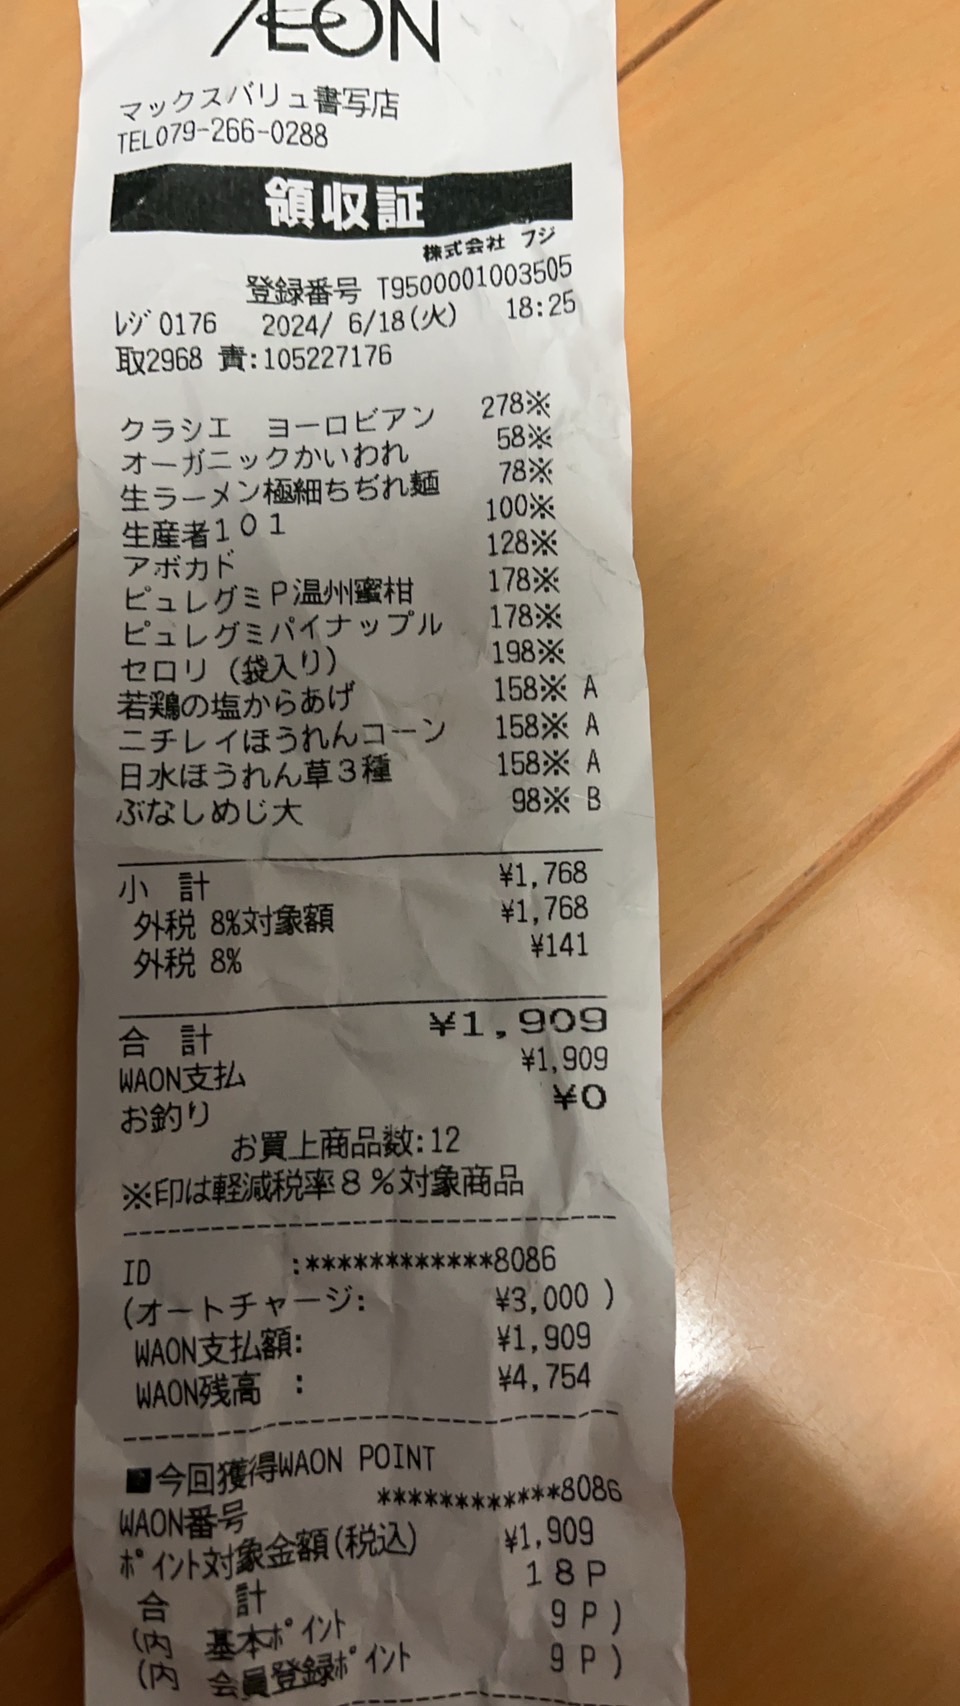 ÆON
マックスバリュ書写店
TEL079-266-0288
領収証
株式会社 フジ
登録番号 T9500001003505
ﾚｼﾞ0176 2024/ 6/18(火) 18:25
取2968 責:105227176
クラシエ ヨーロピアン 278※
オーガニックかいわれ 58※
生ラーメン極細ちぢれ麺 78※
生産者101 100※
アボカド 128※
ピュレグミP温州蜜柑 178※
ピュレグミパイナップル 178※
セロリ(袋入り) 198※
若鶏の塩からあげ 158※ A
ニチレイほうれんコーン 158※ A
日水ほうれん草3種 158※ A
ぶなしめじ大 98※ B
小 計 ¥1,768
外税 8%対象額 ¥1,768
外税 8% ¥141
合 計 ¥1,909
WAON支払 ¥1,909
お釣り ¥0
お買上商品数:12
※印は軽減税率8%対象商品
ID :************8086
(オートチャージ: ¥3,000 )
WAON支払額: ¥1,909
WAON残高 : ¥4,754
■今回獲得WAON POINT
WAON番号 ************8086
ﾎﾟｲﾝﾄ対象金額(税込) ¥1,909
合 計 18P
(内 基本ﾎﾟｲﾝﾄ 9P)
(内 会員登録ﾎﾟｲﾝﾄ 9P)